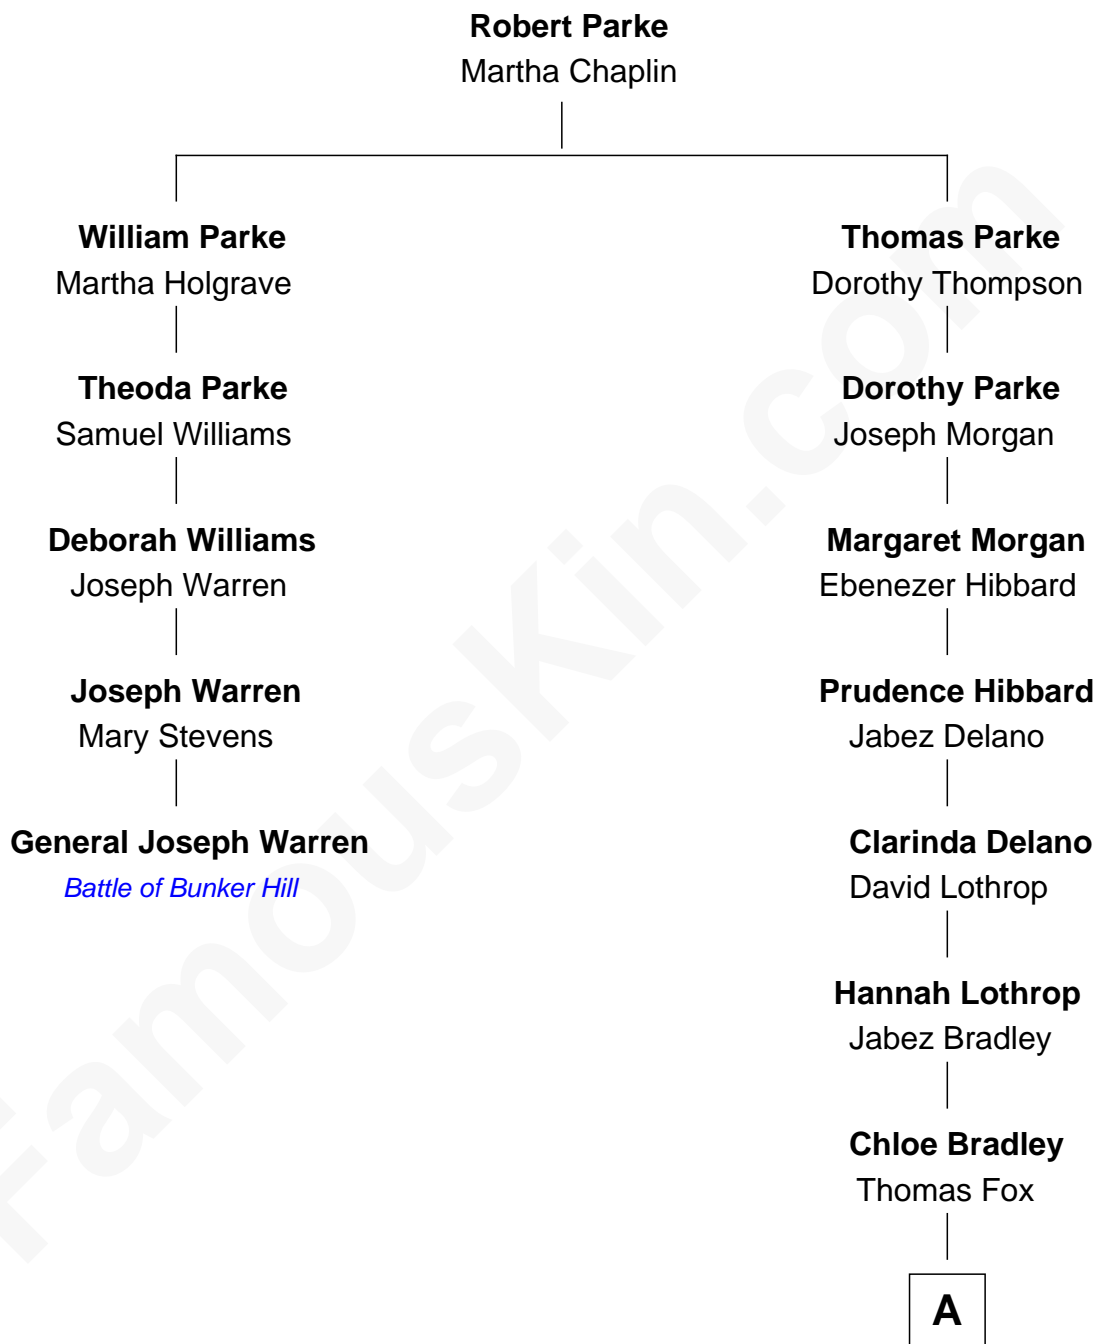 Robert Parke
Martha Chaplin
William Parke
Martha Holgrave
Thomas Parke
Dorothy Thompson
Theoda Parke
Samuel Williams
Dorothy Parke
Joseph Morgan
Deborah Williams
Joseph Warren
Margaret Morgan
Ebenezer Hibbard
Joseph Warren
Mary Stevens
Prudence Hibbard
Jabez Delano
General Joseph Warren
Battle of Bunker Hill
Clarinda Delano
David Lothrop
Hannah Lothrop
Jabez Bradley
Chloe Bradley
Thomas Fox
A
FamousKin.com